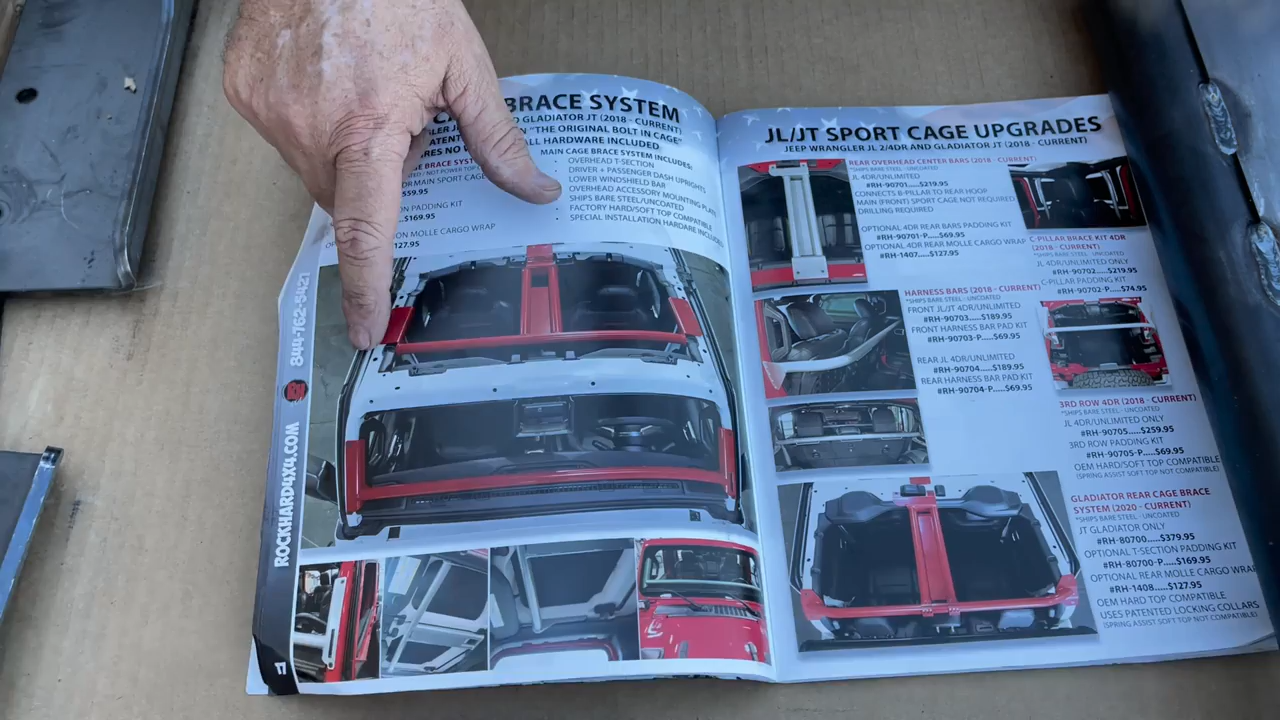 BRACE SYSTEM
D GLADIATOR JT (2018 - CURRENT)
N "THE ORIGINAL BOLT IN CAGE"
ALL HARDWARE INCLUDED
MAIN CAGE BRACE SYSTEM INCLUDES:
OVERHEAD T-SECTION
DRIVER + PASSENGER DASH UPRIGHTS
LOWER WINDSHIELD BAR
OVERHEAD ACCESSORY MOUNTING PLATE
SHIPS BARE STEEL/UNCOATED
FACTORY HARD/SOFT TOP COMPATIBLE
SPECIAL INSTALLATION HARDARE INCLUDE
MAIN SPORT CAGE
59.95
PADDING KIT
$169.95
ON MOLLE CARGO WRAP
127.95
844-762-5421
ROCKHARD4X4.COM
17
JL/JT SPORT CAGE UPGRADES
JEEP WRANGLER JL 2/4DR AND GLADIATOR JT (2018 - CURRENT)
REAR OVERHEAD CENTER BARS (2018 - CURRENT)
JL 4DR/UNLIMITED
#RH-90701.....$219.95
CONNECTS B-PILLAR TO REAR HOOF
MAIN (FRONT) SPORT CAGE NOT REQUIRED
DRILLING REQUIRED
OPTIONAL 4DR REAR BARS PADDING KIT
#RH-90701-P.....$69.95
OPTIONAL 4DR REAR MOLLE CARGO WRAP
#RH-1407.....$127.95
C-PILLAR BRACE KIT 4DR
(2018 - CURRENT)
*SHIPS BARE STEEL - UNCOATED
JL 4DR/UNLIMITED ONLY
#RH-90702.....$219.95
C-PILLAR PADDING KIT
#RH-90702-P.....$74.95
HARNESS BARS (2018 - CURRENT)
*SHIPS BARE STEEL - UNCOATED
FRONT JL/JT 4DR/UNLIMITED
#RH-90703.....$189.95
FRONT HARNESS BAR PAD KIT
#RH-90703-P.....$69.95
REAR JL 4DR/UNLIMITED
#RH-90704.....$189.95
REAR HARNESS BAR PAD KIT
#RH-90704-P.....$69.95
3RD ROW 4DR (2018 - CURRENT)
*SHIPS BARE STEEL - UNCOATED
JL 4DR/UNLIMITED ONLY
#RH-90705.....$259.95
3RD ROW PADDING KIT
#RH-90705-P.....$69.95
OEM HARD/SOFT TOP COMPATIBLE
(SPRING ASSIST SOFT TOP NOT COMPATIBLE)
GLADIATOR REAR CAGE BRACE
SYSTEM (2020 - CURRENT)
*SHIPS BARE STEEL - UNCOATED
JT GLADIATOR ONLY
#RH-80700.....$379.95
OPTIONAL T-SECTION PADDING KIT
#RH-80700-P.....$169.95
OPTIONAL REAR MOLLE CARGO WRAP
#RH-1408.....$127.95
OEM HARD TOP COMPATIBLE
USES PATENTED LOCKING COLLARS
(SPRING ASSIST SOFT TOP NOT COMPATIBLE)